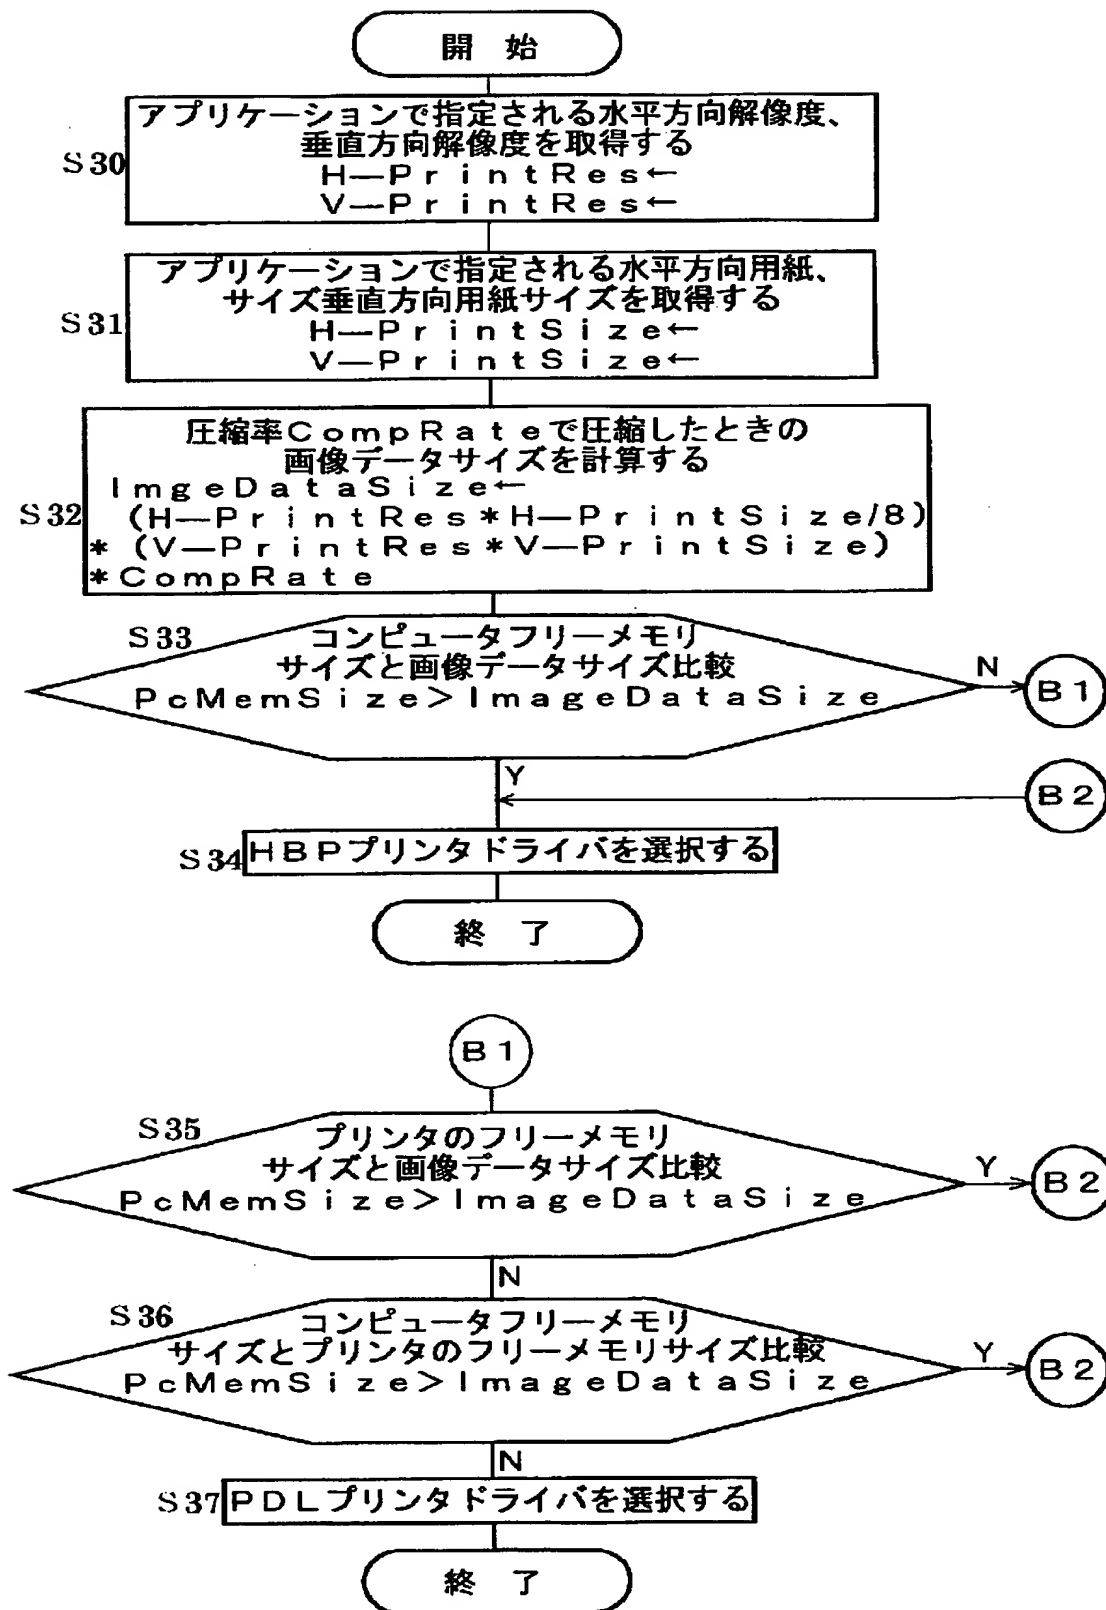 開 始
S30
アプリケーションで指定される水平方向解像度、
垂直方向解像度を取得する
H—PrintRes←
V—PrintRes←
S31
アプリケーションで指定される水平方向用紙、
サイズ垂直方向用紙サイズを取得する
H—PrintSize←
V—PrintSize←
S32
圧縮率CompRateで圧縮したときの
画像データサイズを計算する
ImgeDataSize←
(H—PrintRes*H—PrintSize/8)
*(V—PrintRes*V—PrintSize)
*CompRate
S33
コンピュータフリーメモリ
サイズと画像データサイズ比較
PcMemSize>ImageDataSize
N
B1
Y
B2
S34
HBPプリンタドライバを選択する
終 了
B1
S35
プリンタのフリーメモリ
サイズと画像データサイズ比較
PcMemSize>ImageDataSize
Y
B2
N
S36
コンピュータフリーメモリ
サイズとプリンタのフリーメモリサイズ比較
PcMemSize>ImageDataSize
Y
B2
N
S37
PDLプリンタドライバを選択する
終 了